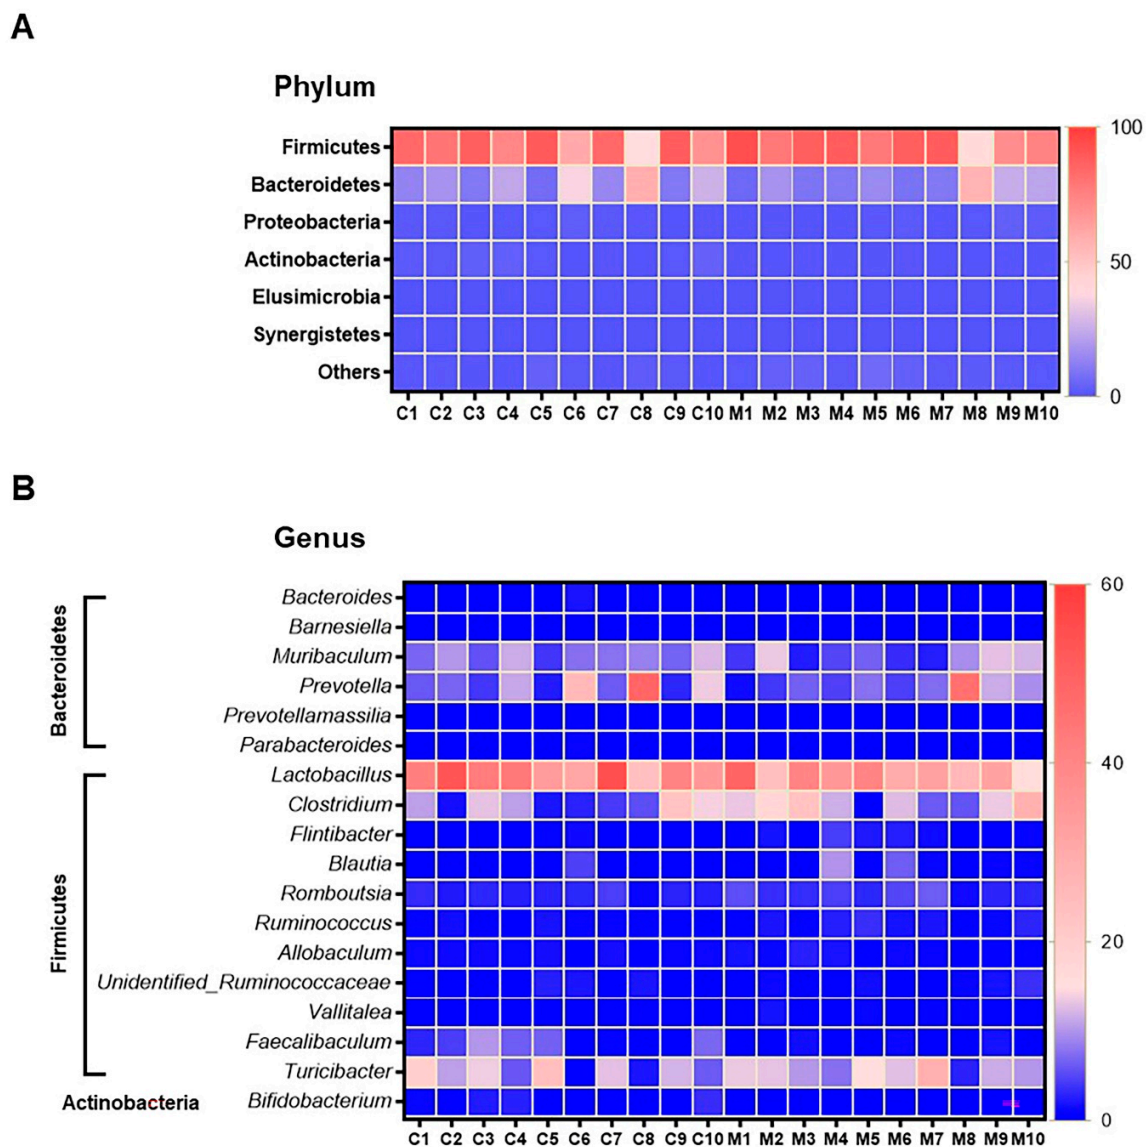 A
Phylum
Firmicutes
Bacteroidetes
Proteobacteria
Actinobacteria
Elusimicrobia
Synergistetes
Others
100
50
0
C1 C2 C3 C4 C5 C6 C7 C8 C9 C10 M1 M2 M3 M4 M5 M6 M7 M8 M9 M10
B
Genus
Bacteroidetes
Bacteroides
Barnesiella
Muribaculum
Prevotella
Prevotellamassilia
Parabacteroides
Firmicutes
Lactobacillus
Clostridium
Flintibacter
Blautia
Romboutsia
Ruminococcus
Allobaculum
Unidentified_Ruminococcaceae
Vallitalea
Faecalibaculum
Turicibacter
Actinobacteria Bifidobacterium
60
40
20
0
C1 C2 C3 C4 C5 C6 C7 C8 C9 C10 M1 M2 M3 M4 M5 M6 M7 M8 M9 M10